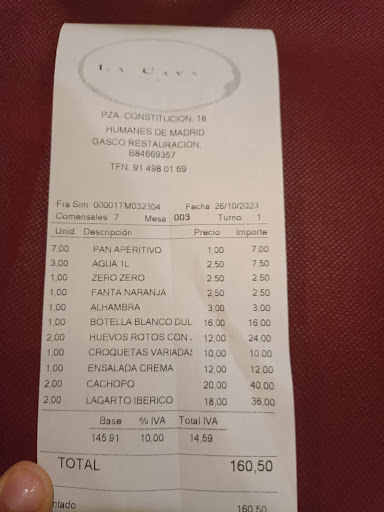 LA CAVA
PZA. CONSTITUCION, 16
HUMANES DE MADRID
GASCO RESTAURACION,
B84669357
TFN. 91 498 01 69
Fra Sim: 00001TM032304 Fecha 26/10/2023
Comensales 7 Mesa 003 Turno: 1
Unid Descripción Precio Importe
7,00 PAN APERITIVO 1,00 7,00
3,00 AGUA 1L 2,50 7,50
1,00 ZERO ZERO 2,50 2,50
1,00 FANTA NARANJA 2,50 2,50
1,00 ALHAMBRA 3,00 3,00
1,00 BOTELLA BLANCO DUL 16,00 16,00
2,00 HUEVOS ROTOS CON 12,00 24,00
1,00 CROQUETAS VARIADAS 10,00 10,00
1,00 ENSALADA CREMA 12,00 12,00
2,00 CACHOPO 20,00 40,00
2,00 LAGARTO IBERICO 18,00 36,00
Base % IVA Total IVA
145,91 10,00 14,59
TOTAL 160,50
160,50